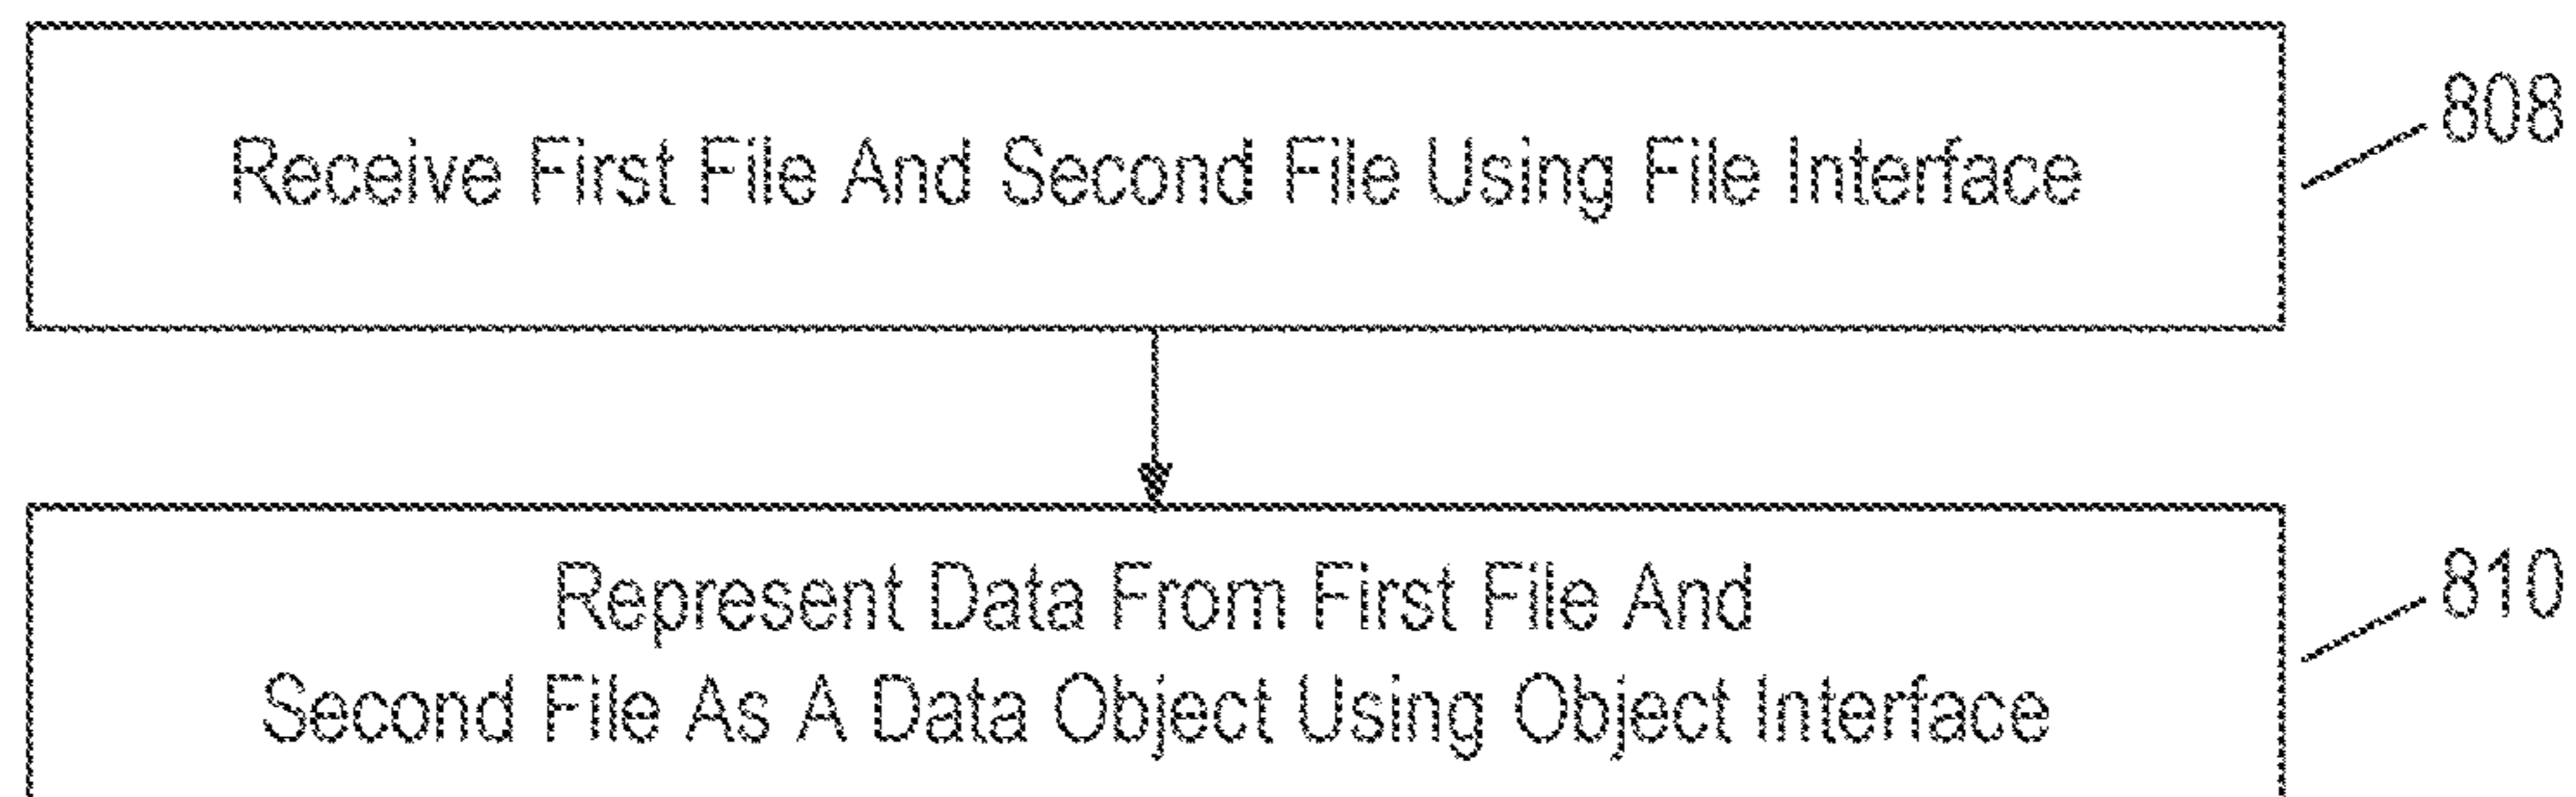 Receive First File And Second File Using File Interface
808
Represent Data From First File And
Second File As A Data Object Using Object Interface
810